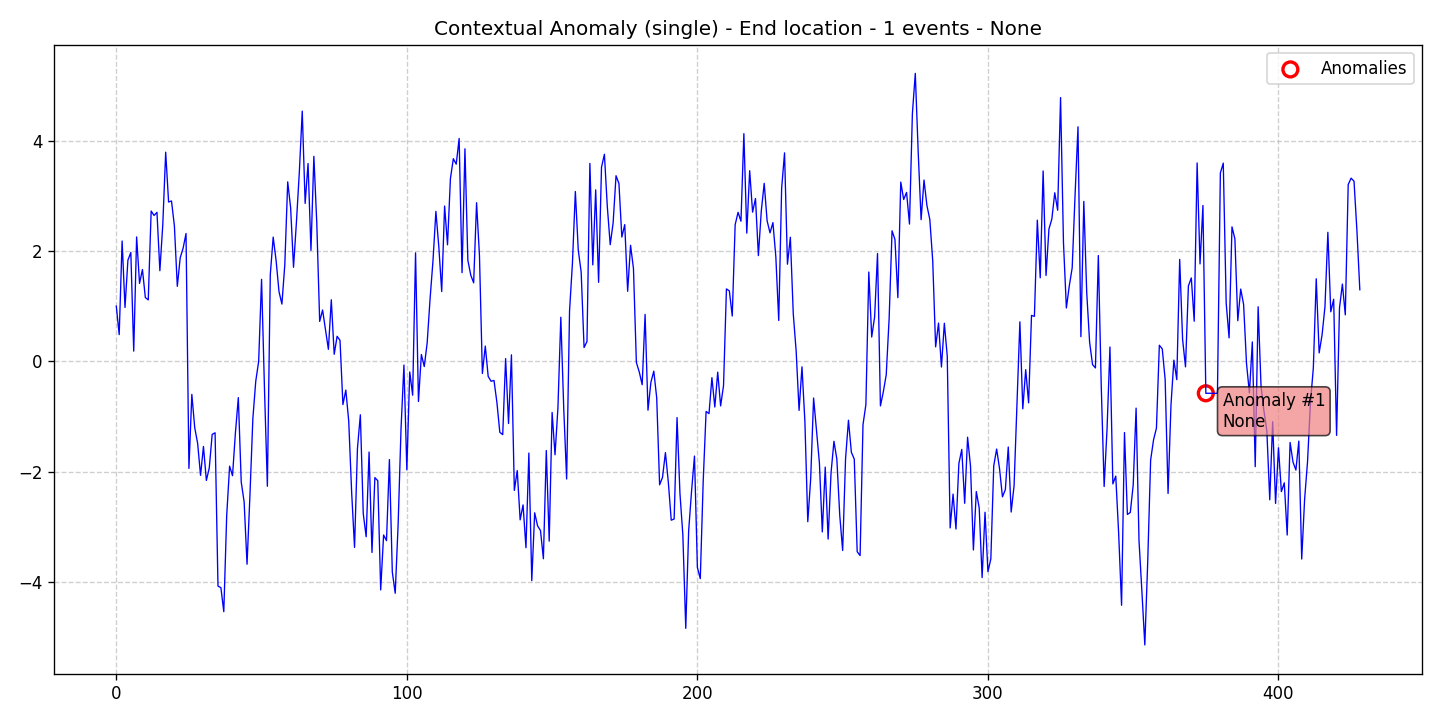 Contextual Anomaly (single) - End location - 1 events - None
Anomalies
4
2
0
−2
−4
Anomaly #1
None
0
100
200
300
400